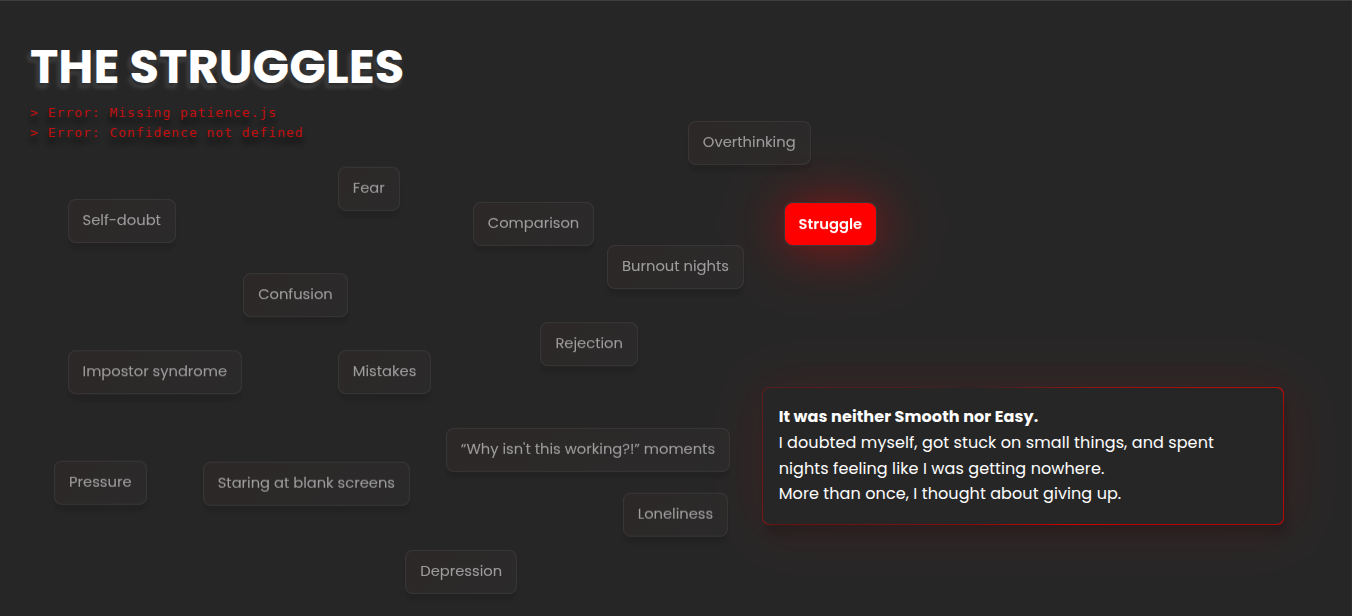 THE STRUGGLES
> Error: Missing patience.js
> Error: Confidence not defined
Overthinking
Fear
Self-doubt
Comparison
Struggle
Burnout nights
Confusion
Rejection
Impostor syndrome
Mistakes
It was neither Smooth nor Easy.
I doubted myself, got stuck on small things, and spent
nights feeling like I was getting nowhere.
More than once, I thought about giving up.
“Why isn't this working?!” moments
Pressure
Staring at blank screens
Loneliness
Depression